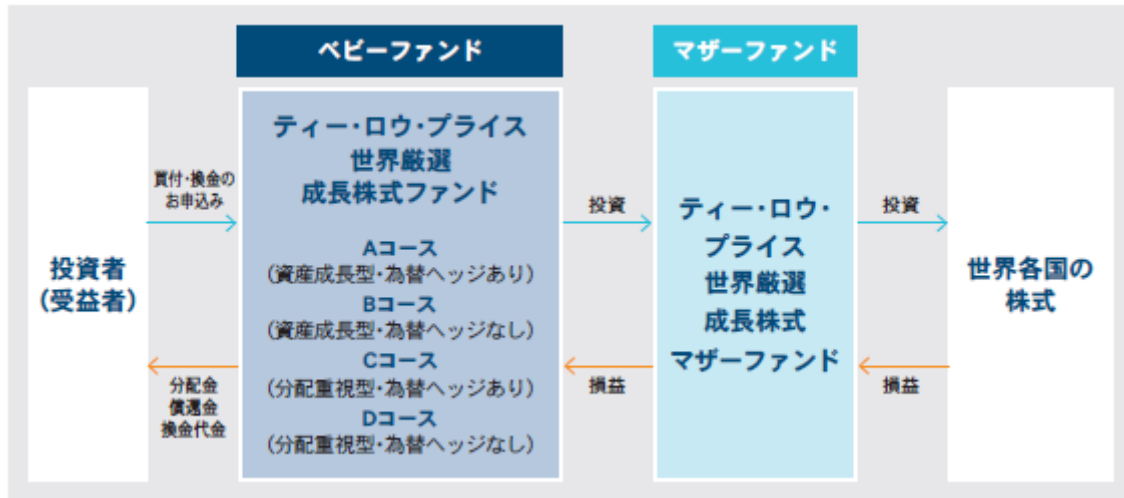 ベビーファンド
マザーファンド
投資者
(受益者)
買付・換金の
お申込み
分配金
償還金
換金代金
ティー・ロウ・プライス
世界厳選
成長株式ファンド
Aコース
(資産成長型・為替ヘッジあり)
Bコース
(資産成長型・為替ヘッジなし)
Cコース
(分配重視型・為替ヘッジあり)
Dコース
(分配重視型・為替ヘッジなし)
投資
損益
ティー・ロウ・
プライス
世界厳選
成長株式
マザーファンド
投資
損益
世界各国の
株式